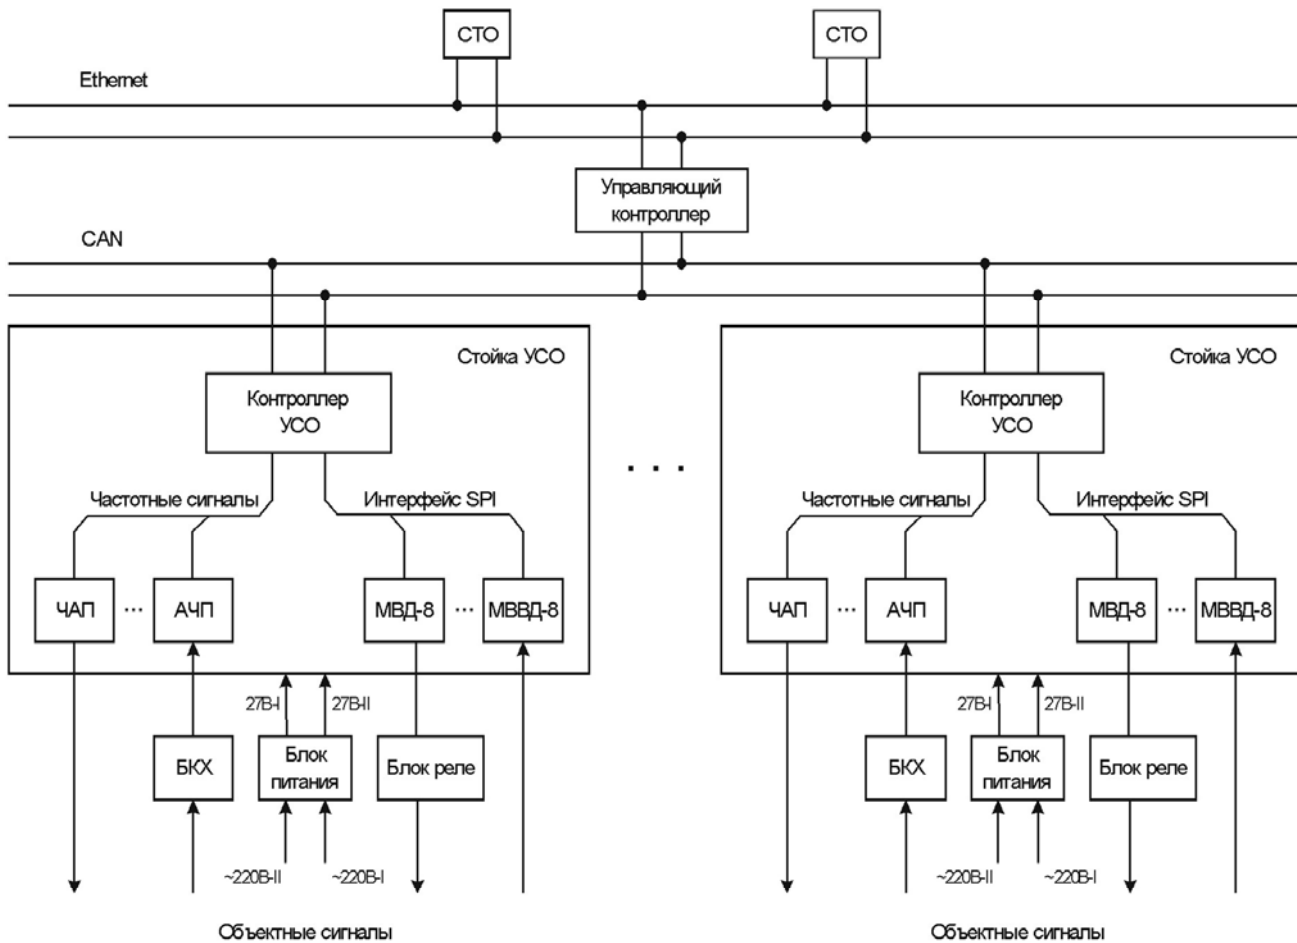 СТО
СТО
Ethernet
Управляющий
контроллер
CAN
Стойка УСО
Контроллер
УСО
Частотные сигналы
Интерфейс SPI
ЧАП
...
АЧП
МВД-8
...
МВВД-8
27В-I
27В-II
БКХ
Блок
питания
Блок реле
~220В-II
~220В-I
Объектные сигналы
. . .
Стойка УСО
Контроллер
УСО
Частотные сигналы
Интерфейс SPI
ЧАП
...
АЧП
МВД-8
...
МВВД-8
27В-I
27В-II
БКХ
Блок
питания
Блок реле
~220В-II
~220В-I
Объектные сигналы